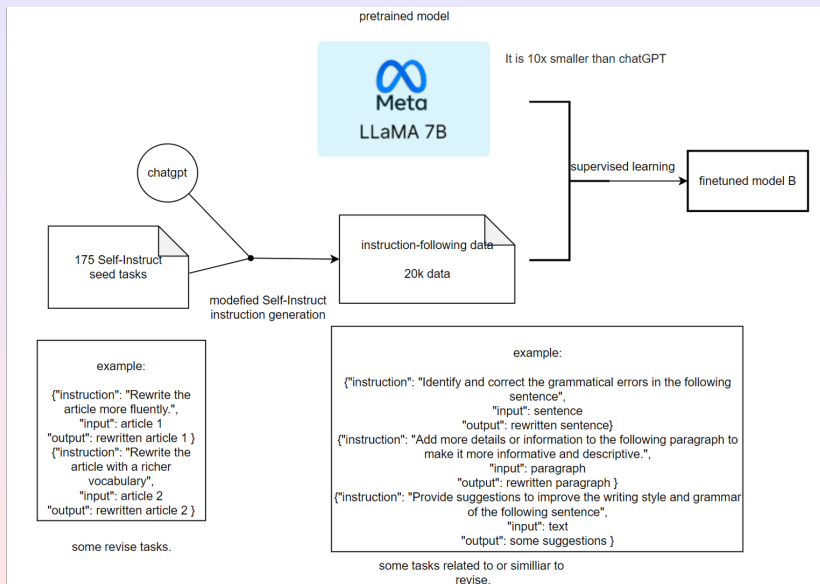 pretrained model
It is 10x smaller than chatGPT
Meta
LLaMA 7B
chatgpt
supervised learning
finetuned model B
175 Self-Instruct
seed tasks
instruction-following data
20k data
modefied Self-Instruct
instruction generation
example:
{"instruction": "Rewrite the
article more fluently.",
"input": article 1
"output": rewritten article 1 }
{"instruction": "Rewrite the
article with a richer
vocabulary",
"input": article 2
"output": rewritten article 2 }
some revise tasks.
example:
{"instruction": "Identify and correct the grammatical errors in the following
sentence",
"input": sentence
"output": rewritten sentence}
{"instruction": "Add more details or information to the following paragraph to
make it more informative and descriptive.",
"input": paragraph
"output": rewritten paragraph }
{"instruction": "Provide suggestions to improve the writing style and grammar
of the following sentence",
"input": text
"output": some suggestions }
some tasks related to or similliar to
revise.